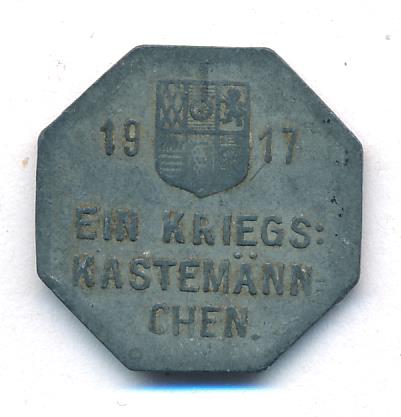 19 17
EIN KRIEGS:
KASTEMÄNN=
CHEN.